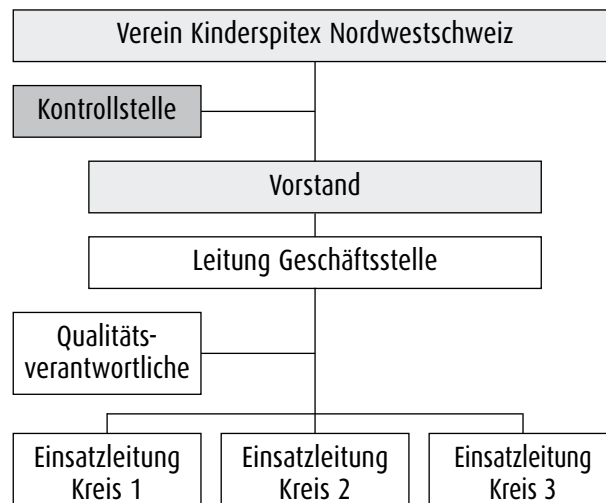 Verein Kinderspitex Nordwestschweiz
Kontrollstelle
Vorstand
Leitung Geschäftsstelle
Qualitäts-
verantwortliche
Einsatzleitung
Kreis 1
Einsatzleitung
Kreis 2
Einsatzleitung
Kreis 3